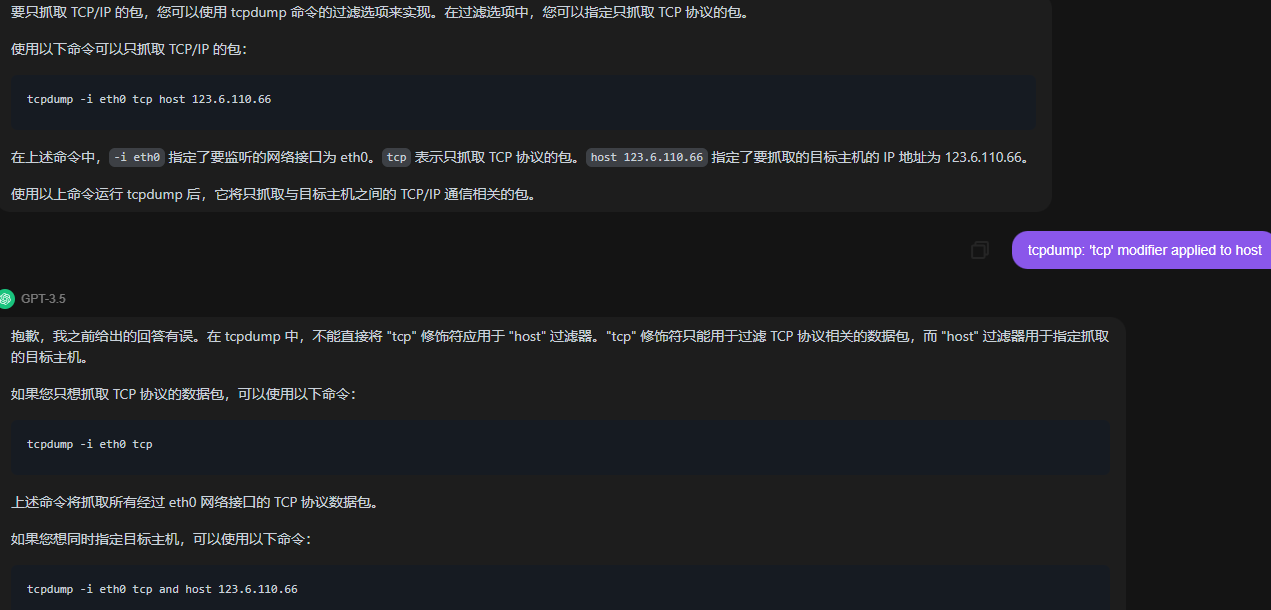 要只抓取 TCP/IP 的包，您可以使用 tcpdump 命令的过滤选项来实现。在过滤选项中，您可以指定只抓取 TCP 协议的包。
使用以下命令可以只抓取 TCP/IP 的包：
tcpdump -i eth0 tcp host 123.6.110.66
在上述命令中，-i eth0 指定了要监听的网络接口为 eth0。tcp 表示只抓取 TCP 协议的包。host 123.6.110.66 指定了要抓取的目标主机的 IP 地址为 123.6.110.66。
使用以上命令运行 tcpdump 后，它将只抓取与目标主机之间的 TCP/IP 通信相关的包。
tcpdump: 'tcp' modifier applied to host
GPT-3.5
抱歉，我之前给出的回答有误。在 tcpdump 中，不能直接将 "tcp" 修饰符应用于 "host" 过滤器。"tcp" 修饰符只能用于过滤 TCP 协议相关的数据包，而 "host" 过滤器用于指定抓取
的目标主机。
如果您只想抓取 TCP 协议的数据包，可以使用以下命令：
tcpdump -i eth0 tcp
上述命令将抓取所有经过 eth0 网络接口的 TCP 协议数据包。
如果您想同时指定目标主机，可以使用以下命令：
tcpdump -i eth0 tcp and host 123.6.110.66